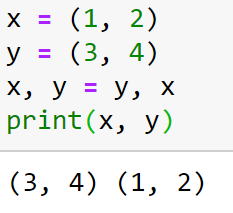 x = (1, 2)
y = (3, 4)
x, y = y, x
print(x, y)
(3, 4) (1, 2)